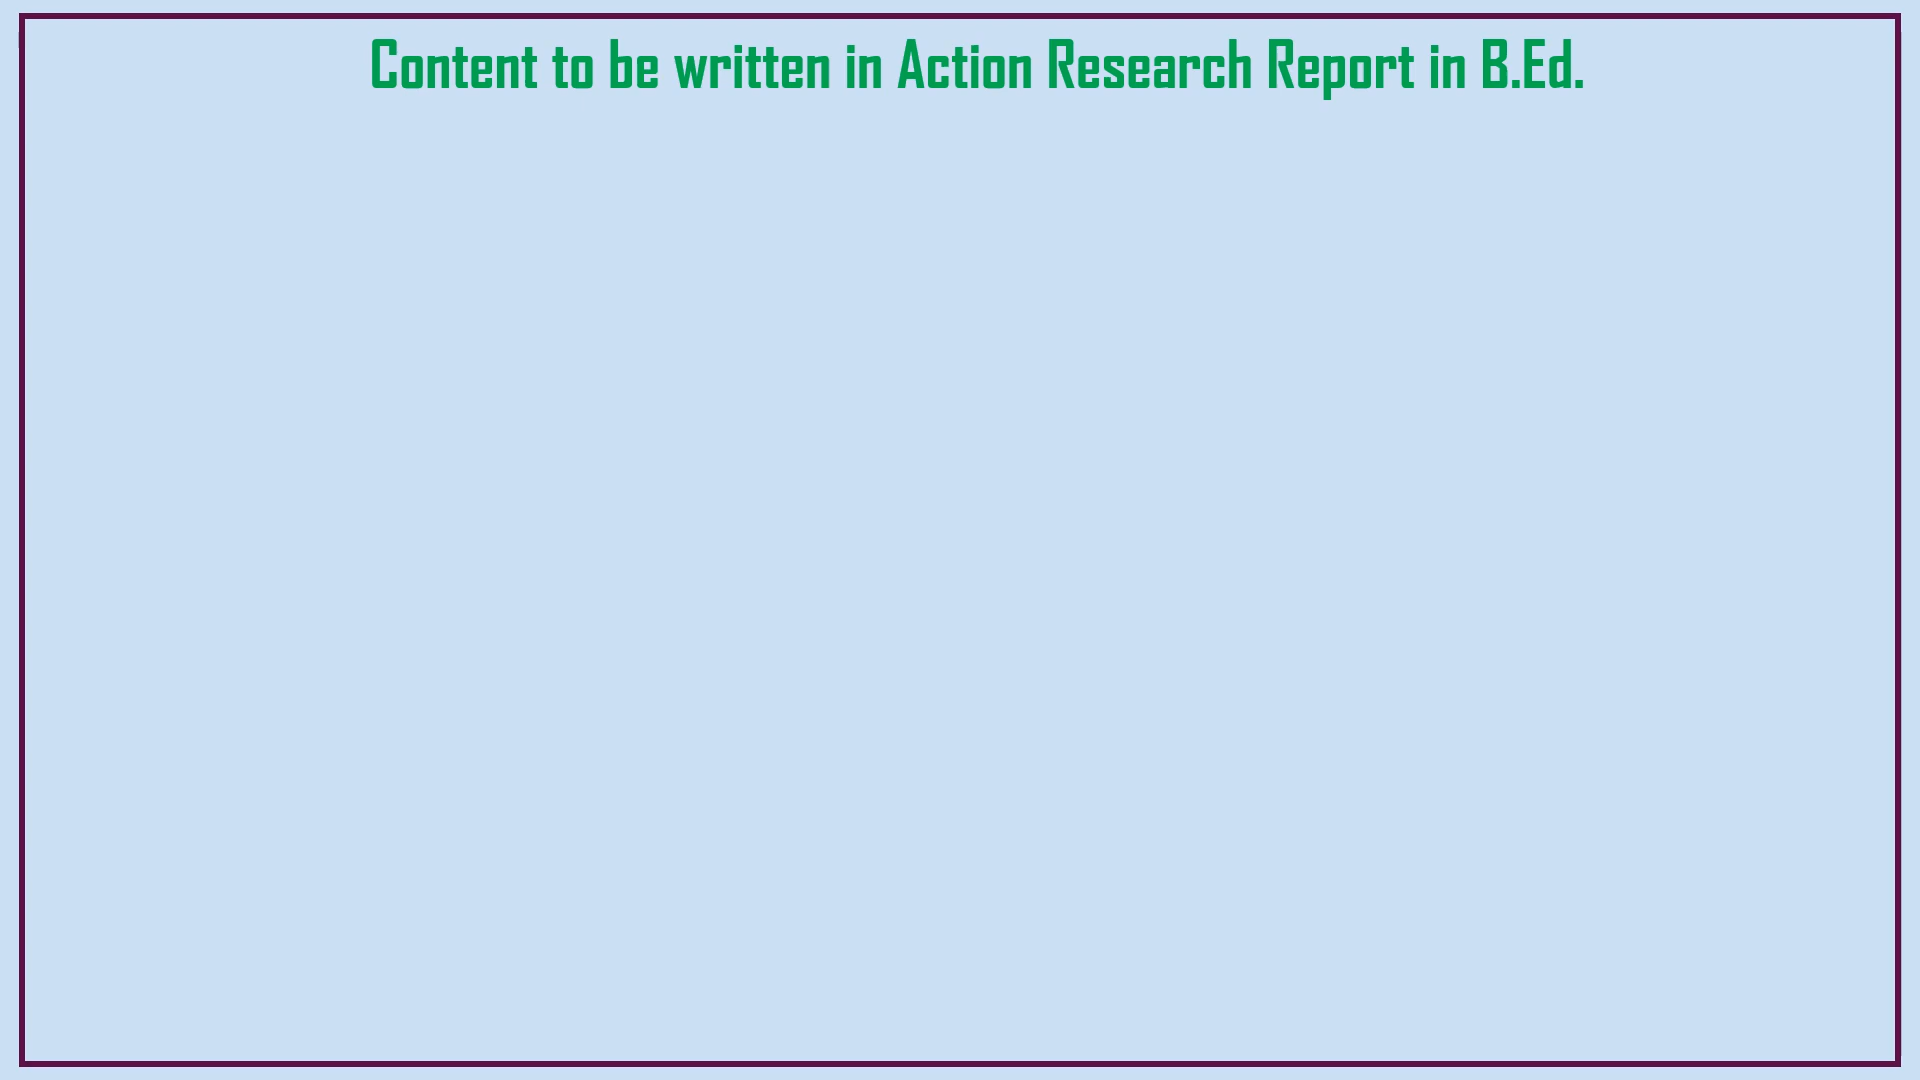 Content to be written in Action Research Report in B.Ed.